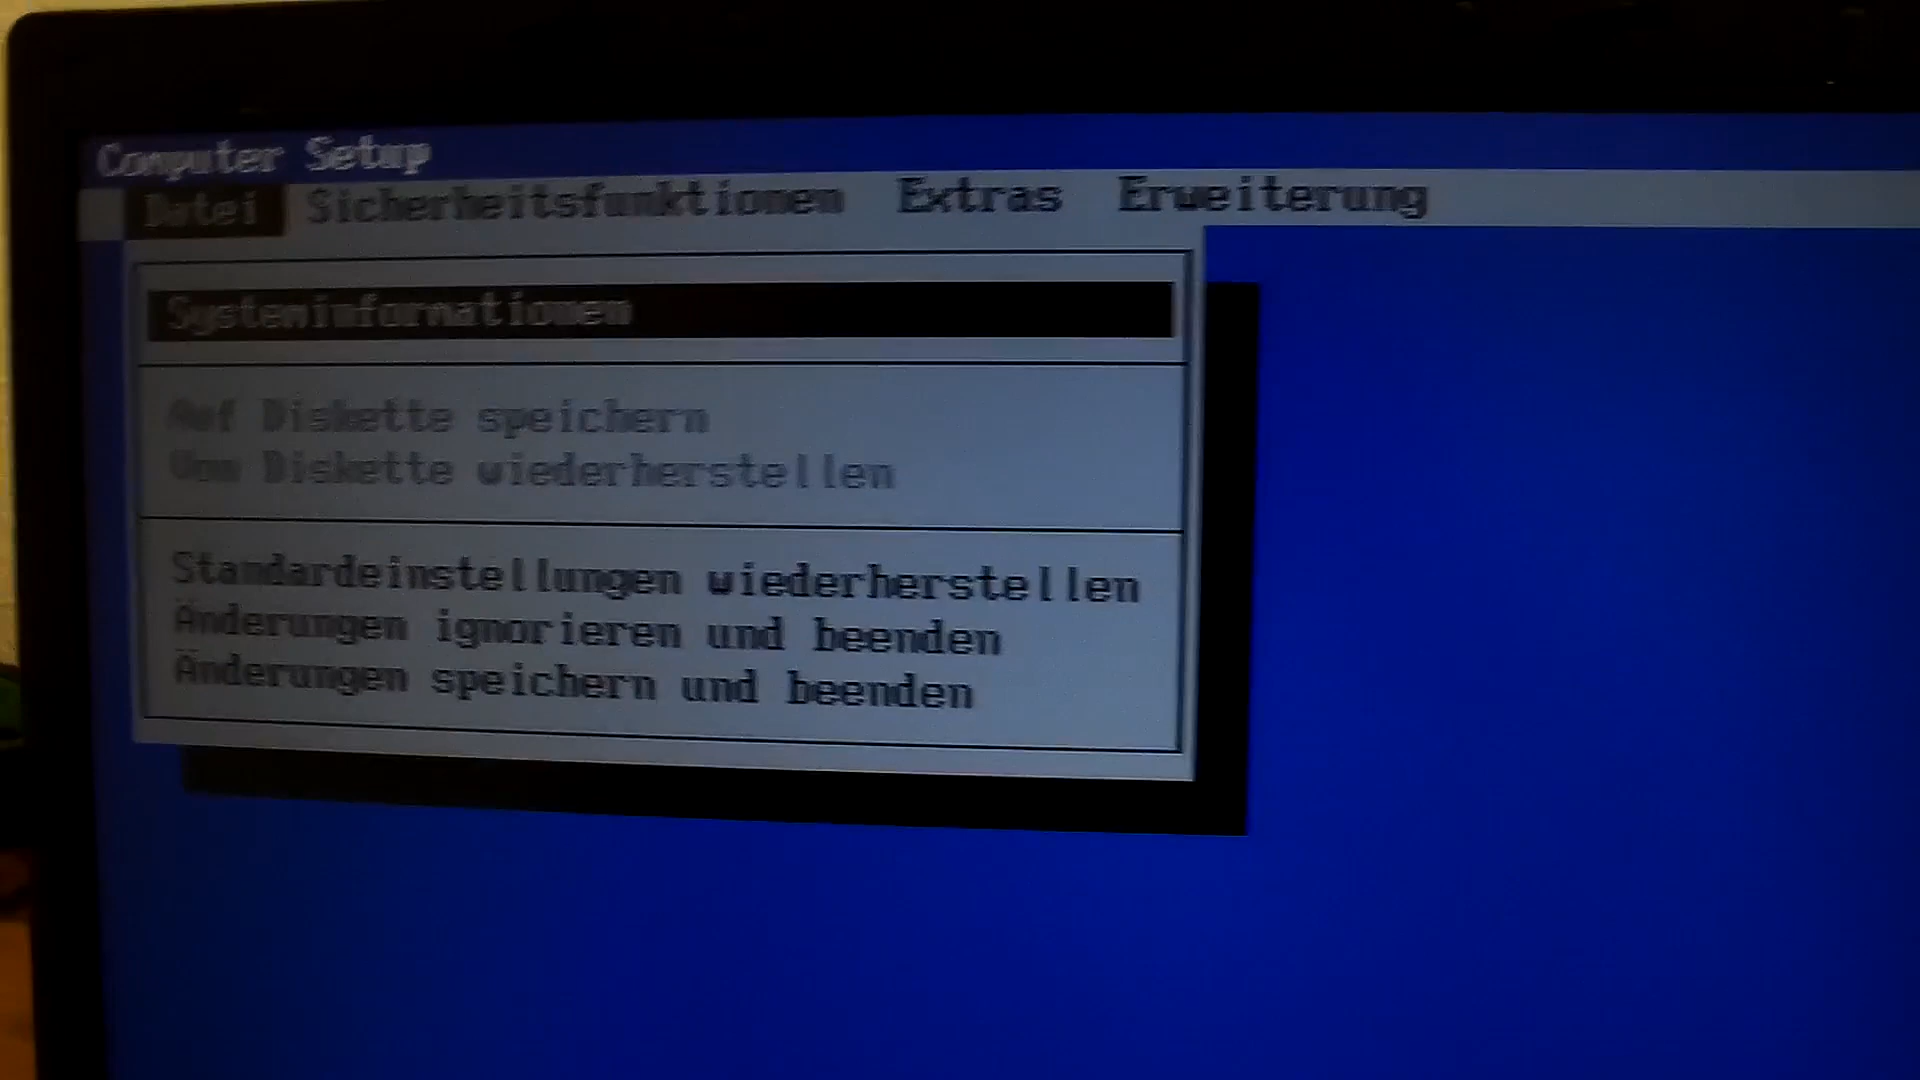 Computer Setup
Datei Sicherheitsfunktionen Extras Erweiterung
Systeminformationen
Auf Diskette speichern
Von Diskette wiederherstellen
Standardeinstellungen wiederherstellen
Änderungen ignorieren und beenden
Änderungen speichern und beenden